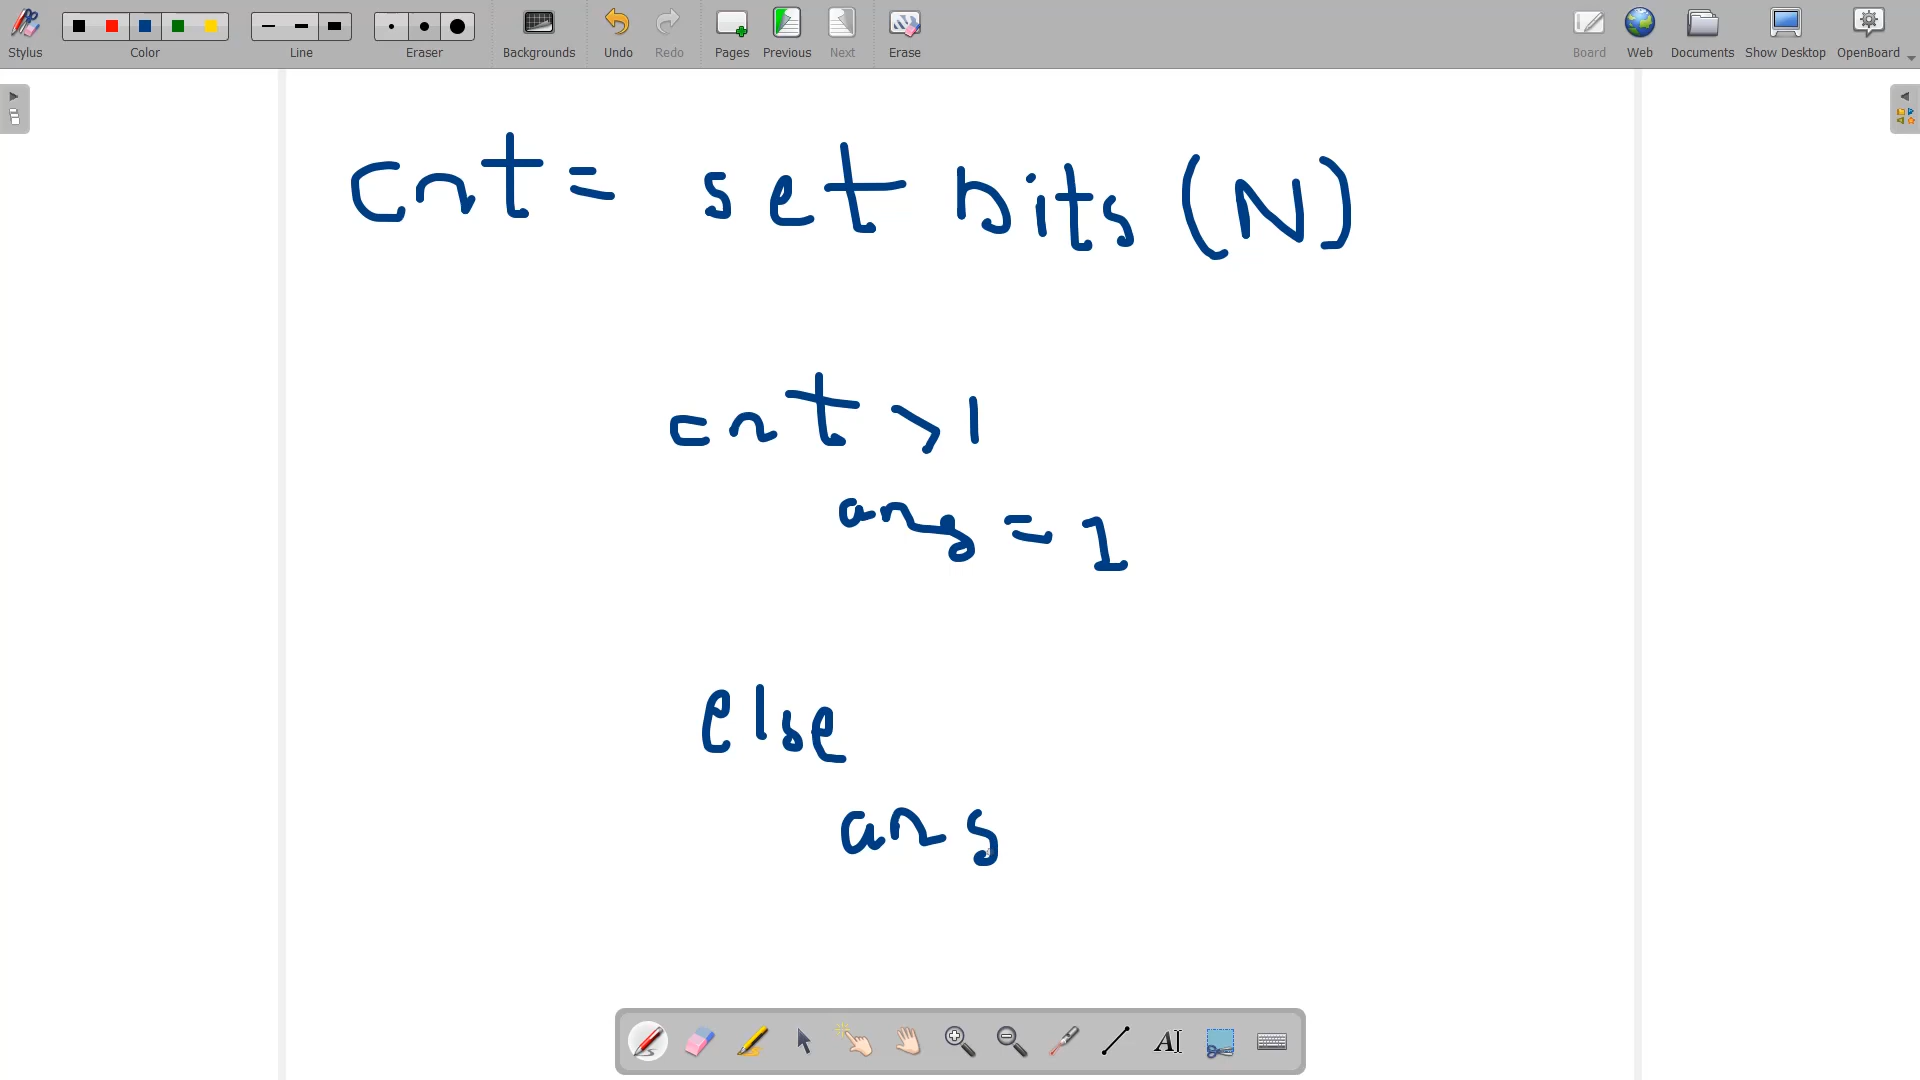 Stylus Color Line Eraser Backgrounds Undo Redo Pages Previous Next Erase Board Web Documents Show Desktop OpenBoard
cnt = set bits (N)
cnt > 1
ans = 1
else
ans